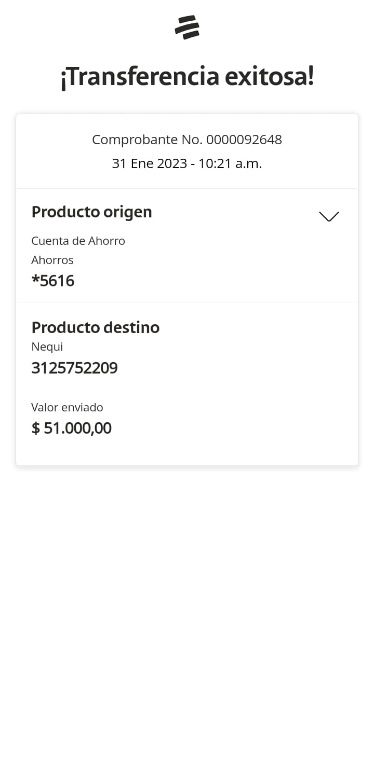 ¡Transferencia exitosa!
Comprobante No. 0000092648
31 Ene 2023 - 10:21 a.m.
Producto origen
Cuenta de Ahorro
Ahorros
*5616
Producto destino
Nequi
3125752209
Valor enviado
$ 51.000,00